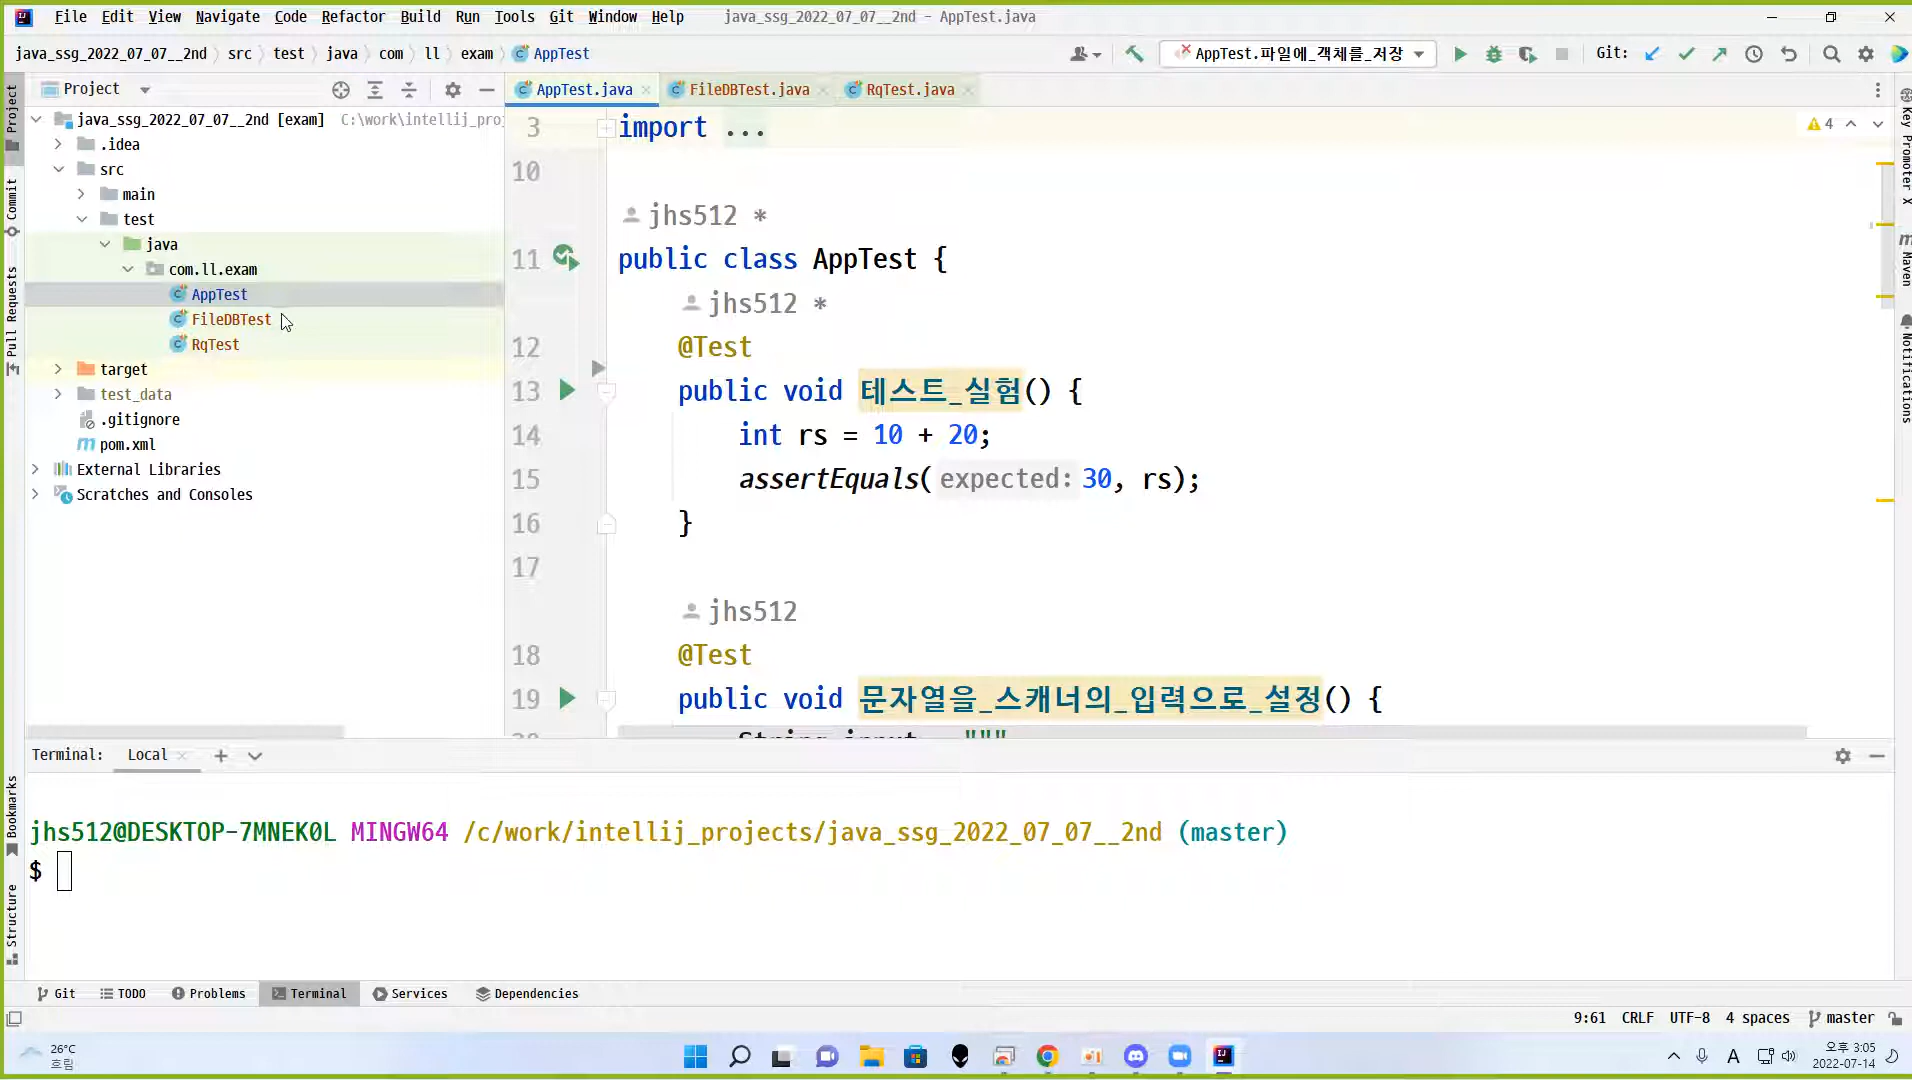 File Edit View Navigate Code Refactor Build Run Tools Git Window Help java_ssg_2022_07_07__2nd - AppTest.java
java_ssg_2022_07_07__2nd src test java com ll exam AppTest AppTest.파일에_객체를_저장 Git:
Project AppTest.java FileDBTest.java RqTest.java
java_ssg_2022_07_07__2nd [exam] C:\work\intellij_proj
.idea
src
main
test
java
com.ll.exam
AppTest
FileDBTest
RqTest
target
test_data
.gitignore
pom.xml
External Libraries
Scratches and Consoles
Project
Commit
Pull Requests
Bookmarks
Structure
3 import ...
4
10
jhs512 *
11 public class AppTest {
jhs512 *
12 @Test
13 public void 테스트_실험() {
14 int rs = 10 + 20;
15 assertEquals( expected: 30, rs);
16 }
17
jhs512
18 @Test
19 public void 문자열을_스캐너의_입력으로_설정() {
String input """
Key Promoter X
Maven
Notifications
Terminal: Local
jhs512@DESKTOP-7MNEK0L MINGW64 /c/work/intellij_projects/java_ssg_2022_07_07__2nd (master)
$
Git TODO Problems Terminal Services Dependencies
9:61 CRLF UTF-8 4 spaces master
26°C
흐림
A
오후 3:05
2022-07-14